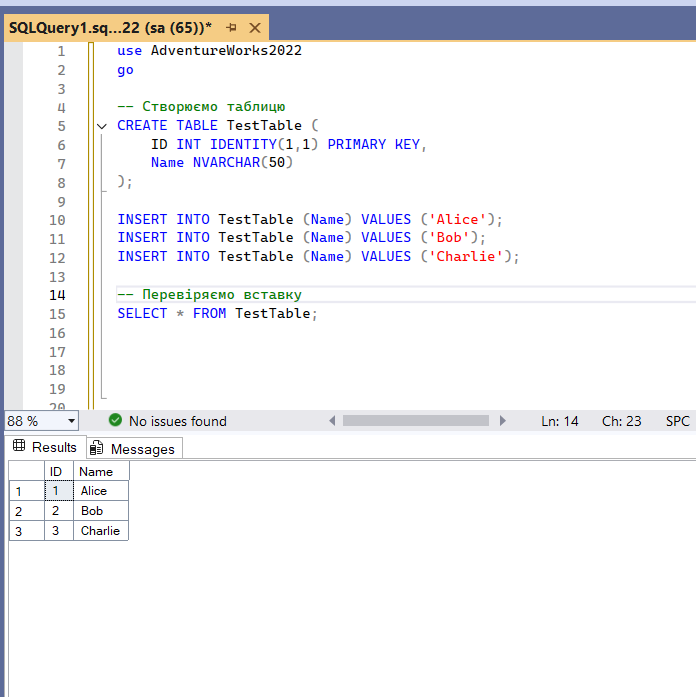 SQLQuery1.sq...22 (sa (65))*
1 use AdventureWorks2022
2 go
3
4 -- Створюємо таблицю
5 CREATE TABLE TestTable (
6 ID INT IDENTITY(1,1) PRIMARY KEY,
7 Name NVARCHAR(50)
8 );
9
10 INSERT INTO TestTable (Name) VALUES ('Alice');
11 INSERT INTO TestTable (Name) VALUES ('Bob');
12 INSERT INTO TestTable (Name) VALUES ('Charlie');
13
14 -- Перевіряємо вставку
15 SELECT * FROM TestTable;
16
17
18
19
20
88 % No issues found Ln: 14 Ch: 23 SPC
Results Messages
ID Name
1 1 Alice
2 2 Bob
3 3 Charlie